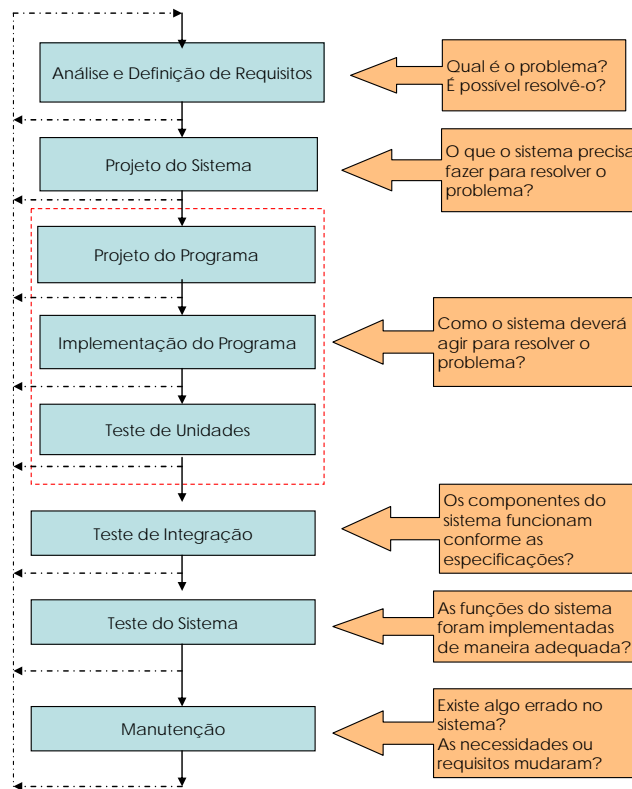 Análise e Definição de Requisitos
Qual é o problema?
É possível resolvê-o?
Projeto do Sistema
O que o sistema precisa
fazer para resolver o
problema?
Projeto do Programa
Implementação do Programa
Como o sistema deverá
agir para resolver o
problema?
Teste de Unidades
Teste de Integração
Os componentes do
sistema funcionam
conforme as
especificações?
Teste do Sistema
As funções do sistema
foram implementadas
de maneira adequada?
Manutenção
Existe algo errado no
sistema?
As necessidades ou
requisitos mudaram?